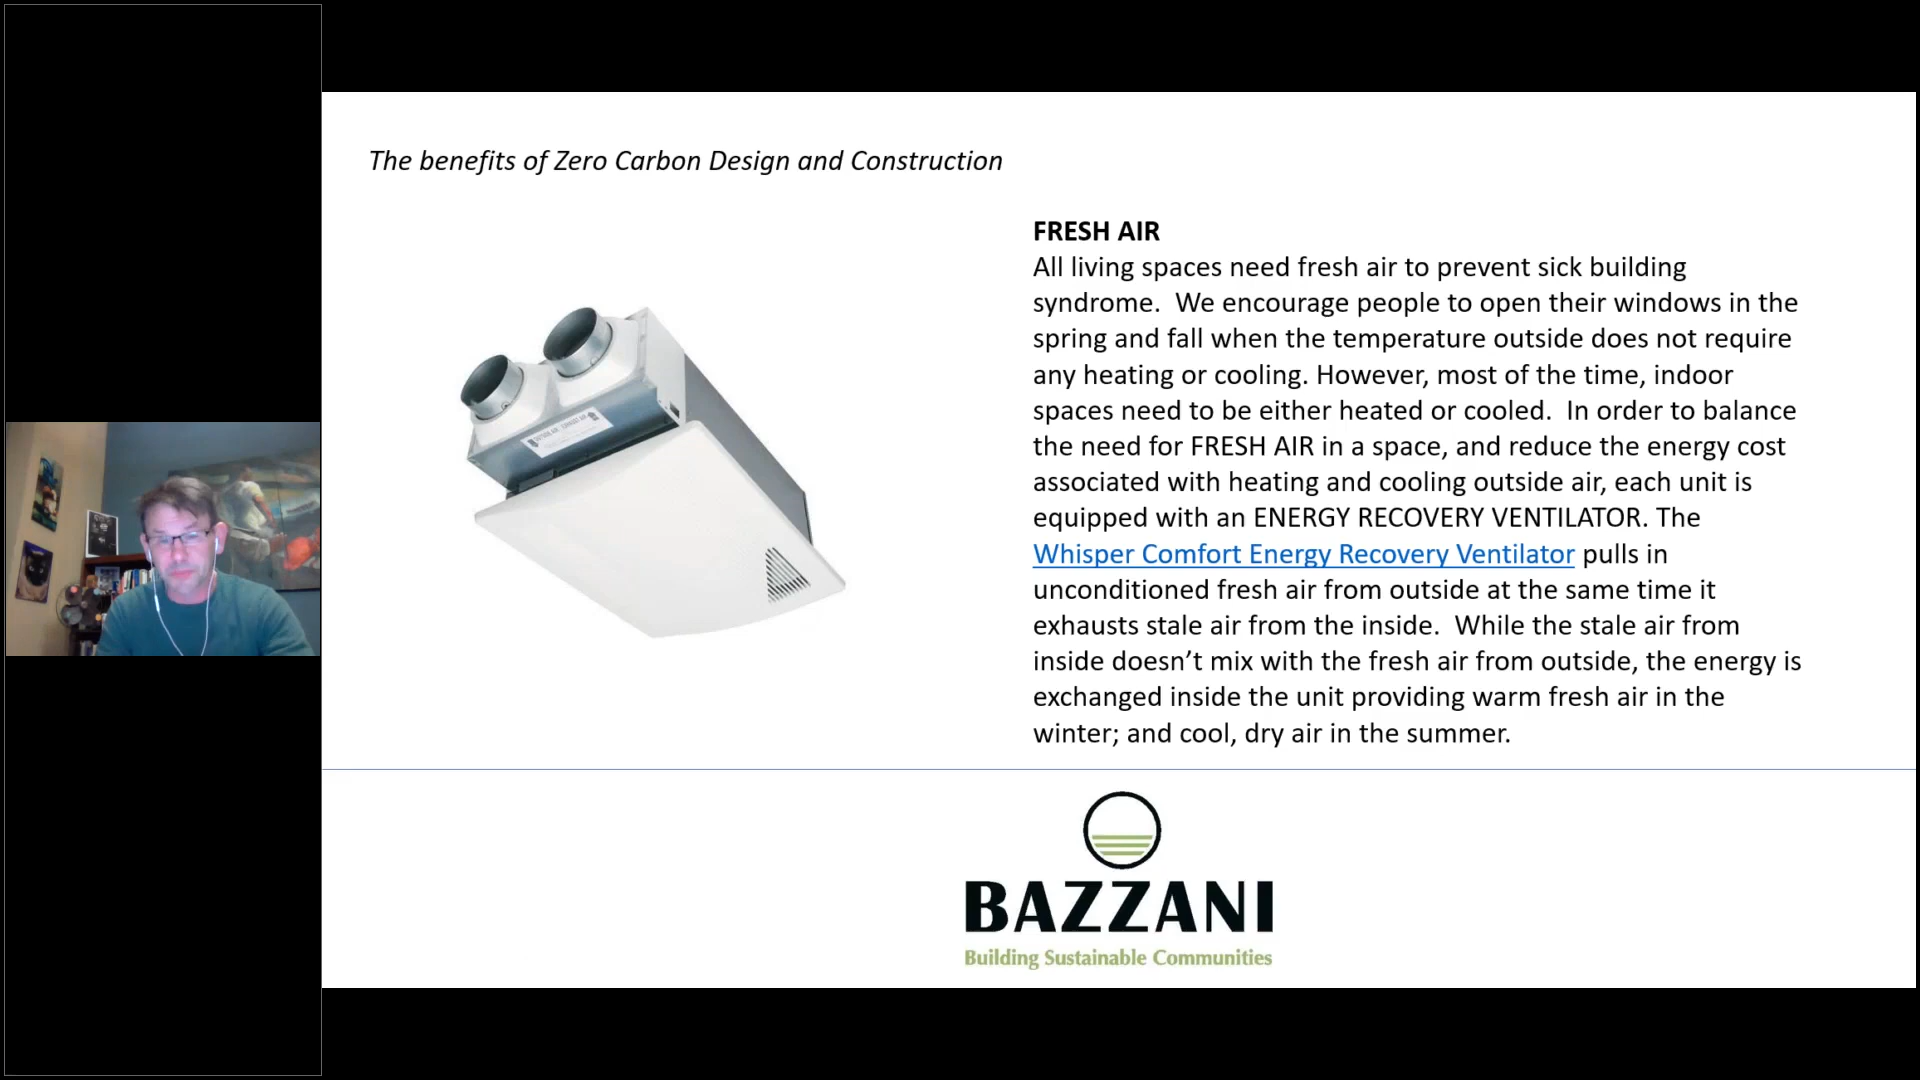 The benefits of Zero Carbon Design and Construction
FRESH AIR
All living spaces need fresh air to prevent sick building
syndrome.  We encourage people to open their windows in the
spring and fall when the temperature outside does not require
any heating or cooling. However, most of the time, indoor
spaces need to be either heated or cooled.  In order to balance
the need for FRESH AIR in a space, and reduce the energy cost
associated with heating and cooling outside air, each unit is
equipped with an ENERGY RECOVERY VENTILATOR. The
Whisper Comfort Energy Recovery Ventilator pulls in
unconditioned fresh air from outside at the same time it
exhausts stale air from the inside.  While the stale air from
inside doesn’t mix with the fresh air from outside, the energy is
exchanged inside the unit providing warm fresh air in the
winter; and cool, dry air in the summer.
BAZZANI
Building Sustainable Communities